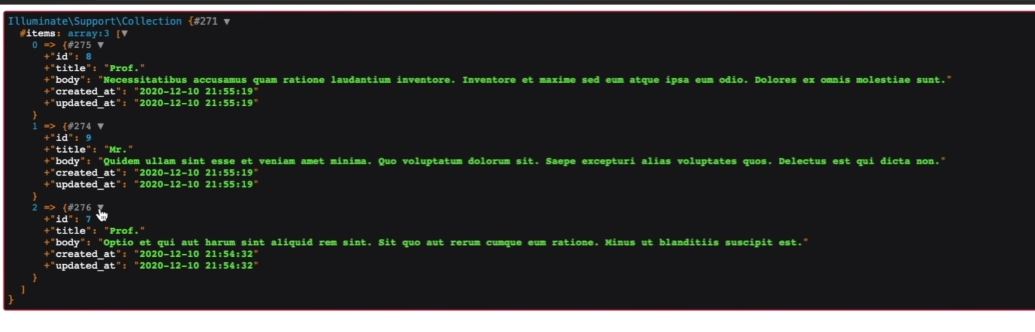 Illuminate\Support\Collection {#271 ▼
#items: array:3 [▼
0 => {#275 ▼
+"id": 8
+"title": "Prof."
+"body": "Necessitatibus accusamus quam ratione laudantium inventore. Inventore et maxime sed eum atque ipsa eum odio. Dolores ex omnis molestiae sunt."
+"created_at": "2020-12-10 21:55:19"
+"updated_at": "2020-12-10 21:55:19"
}
1 => {#274 ▼
+"id": 9
+"title": "Mr."
+"body": "Quidem ullam sint esse et veniam amet minima. Quo voluptatum dolorum sit. Saepe excepturi alias voluptates quos. Delectus est qui dicta non."
+"created_at": "2020-12-10 21:55:19"
+"updated_at": "2020-12-10 21:55:19"
}
2 => {#276 ▼
+"id": 7
+"title": "Prof."
+"body": "Optio et qui aut harum sint aliquid rem sint. Sit quo aut rerum cumque eum ratione. Minus ut blanditiis suscipit est."
+"created_at": "2020-12-10 21:54:32"
+"updated_at": "2020-12-10 21:54:32"
}
]
}